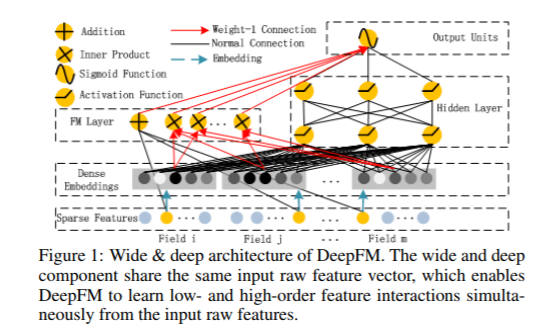 Addition
Weight-1 Connection
Inner Product
Normal Connection
Sigmoid Function
Embedding
Activation Function
Output Units
Hidden Layer
FM Layer
. . .
Dense
Embeddings
...
Sparse Features
...
Field i
Field j
...
Field m
Figure 1: Wide & deep architecture of DeepFM. The wide and deep
component share the same input raw feature vector, which enables
DeepFM to learn low- and high-order feature interactions simulta-
neously from the input raw features.